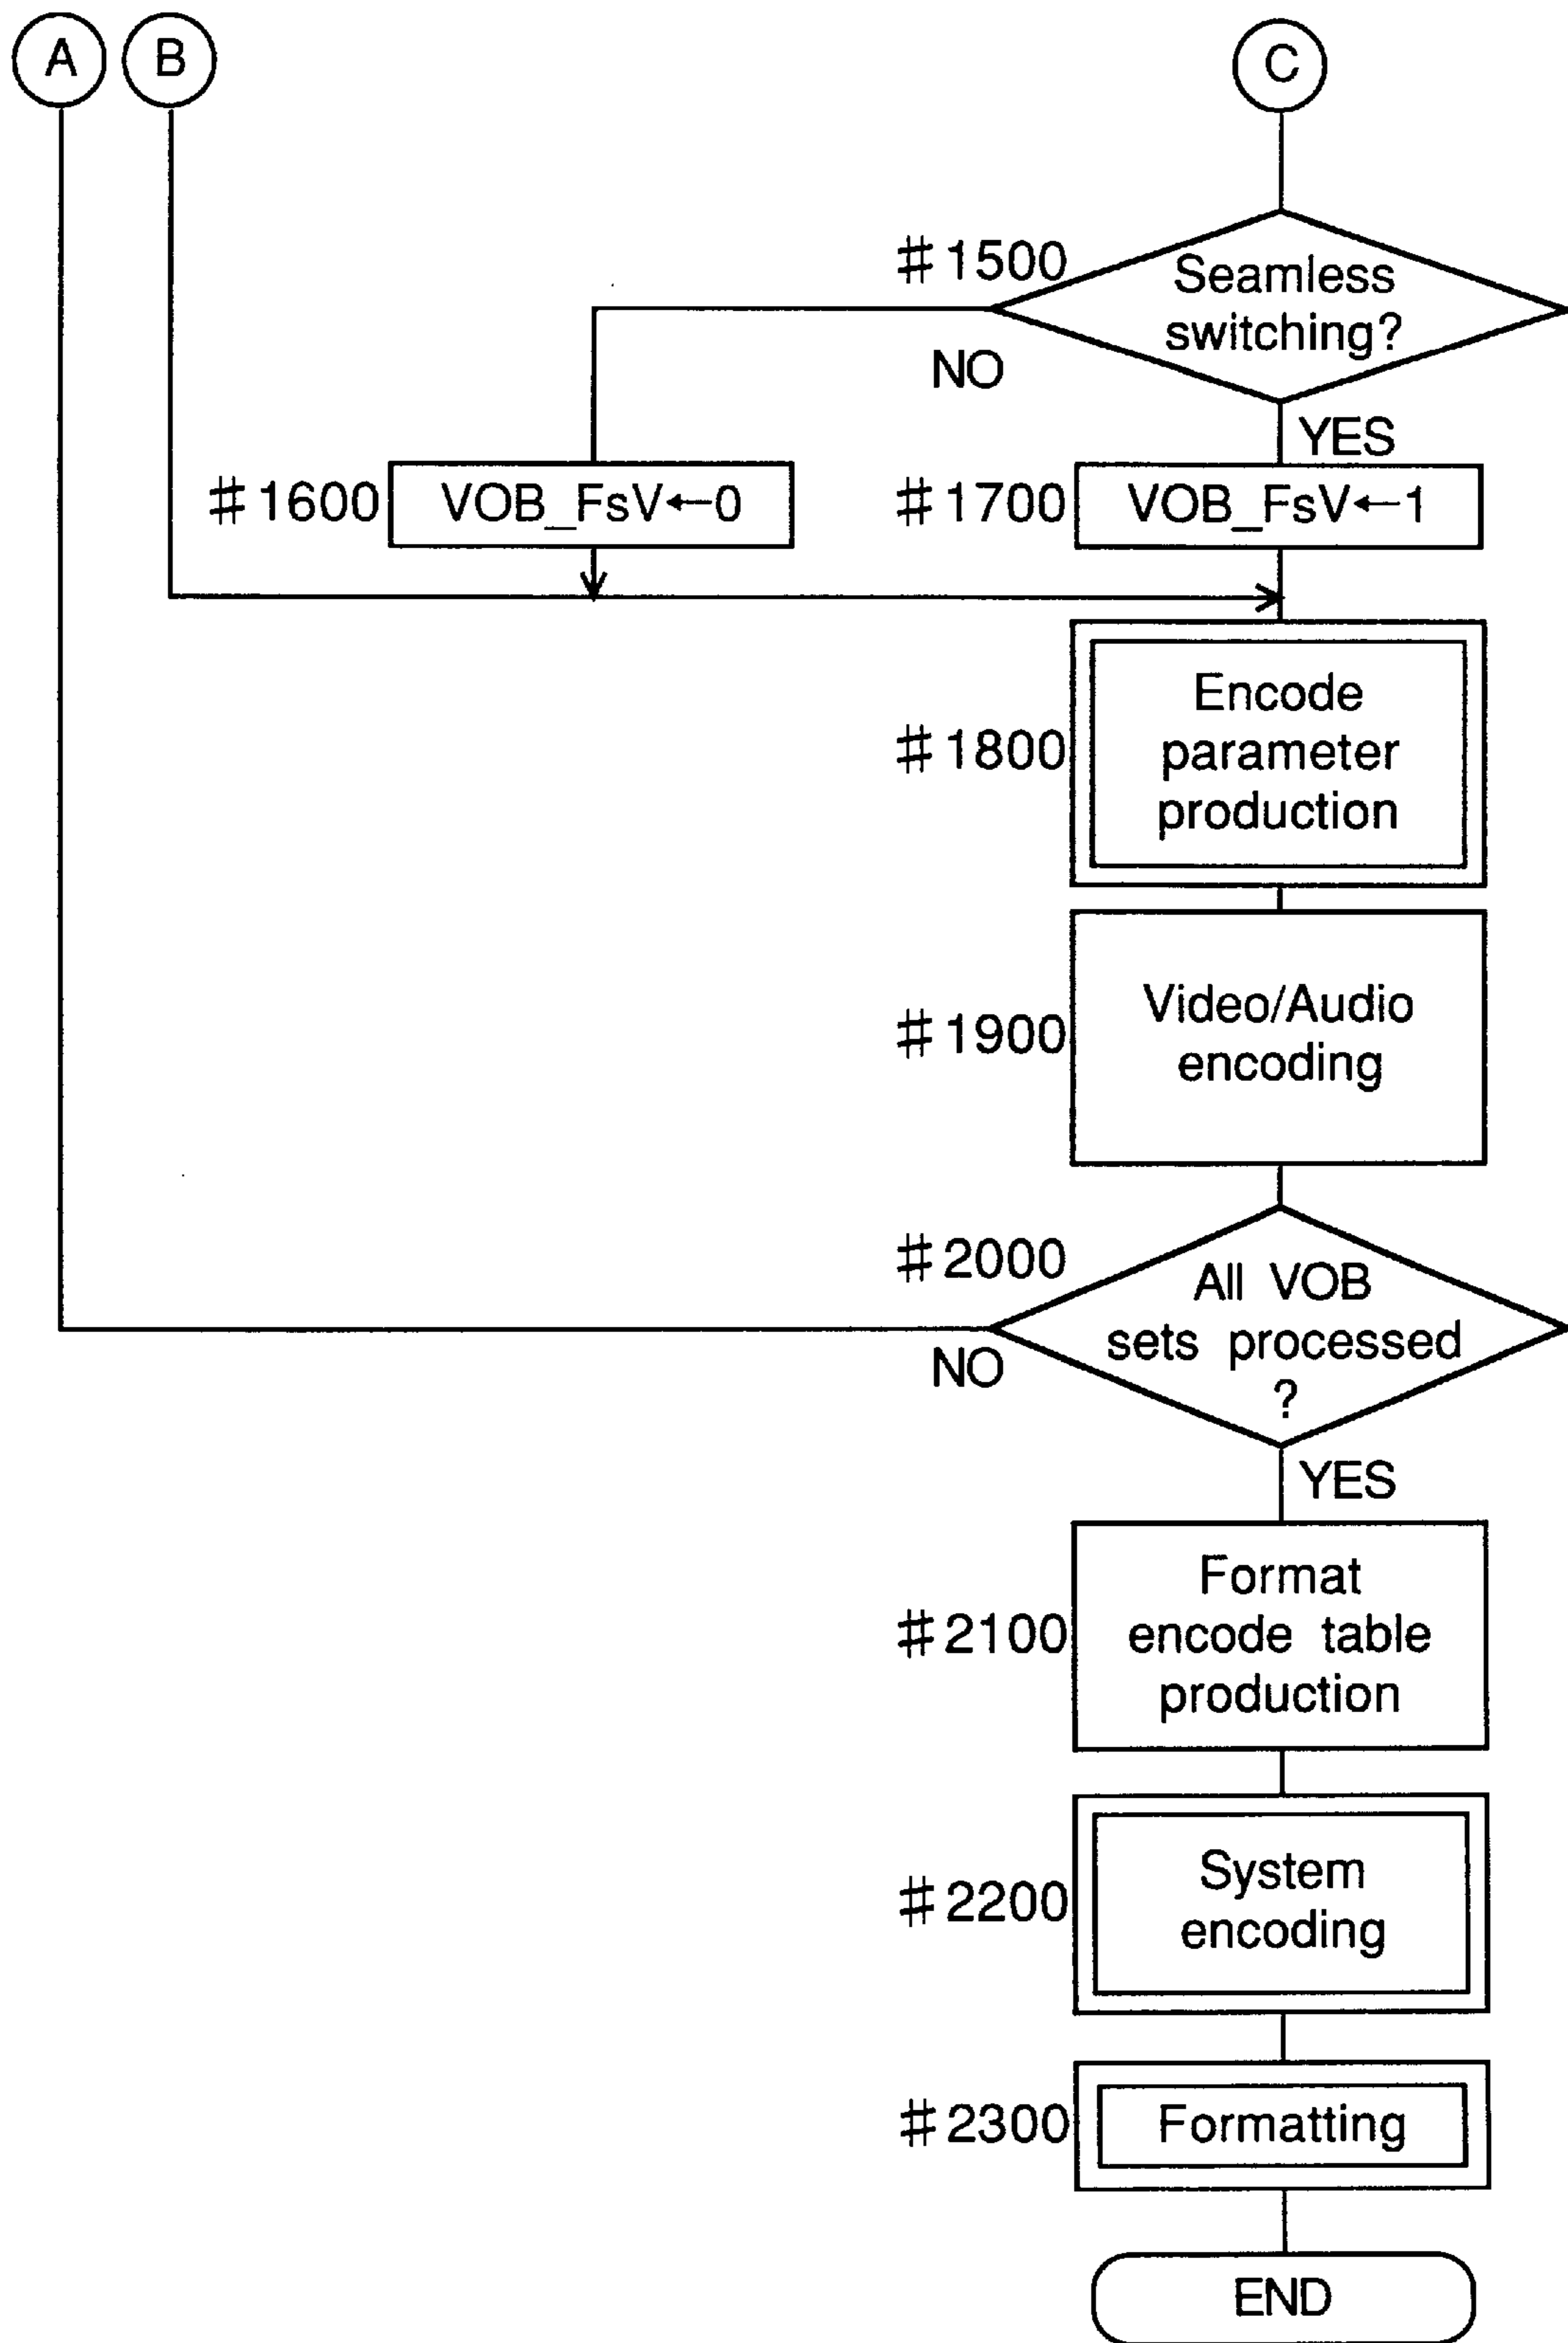 A
B
C
#1500
Seamless
switching?
NO
YES
#1600
VOB_FsV←0
#1700
VOB_FsV←1
#1800
Encode
parameter
production
#1900
Video/Audio
encoding
#2000
All VOB
sets processed
?
NO
YES
#2100
Format
encode table
production
#2200
System
encoding
#2300
Formatting
END